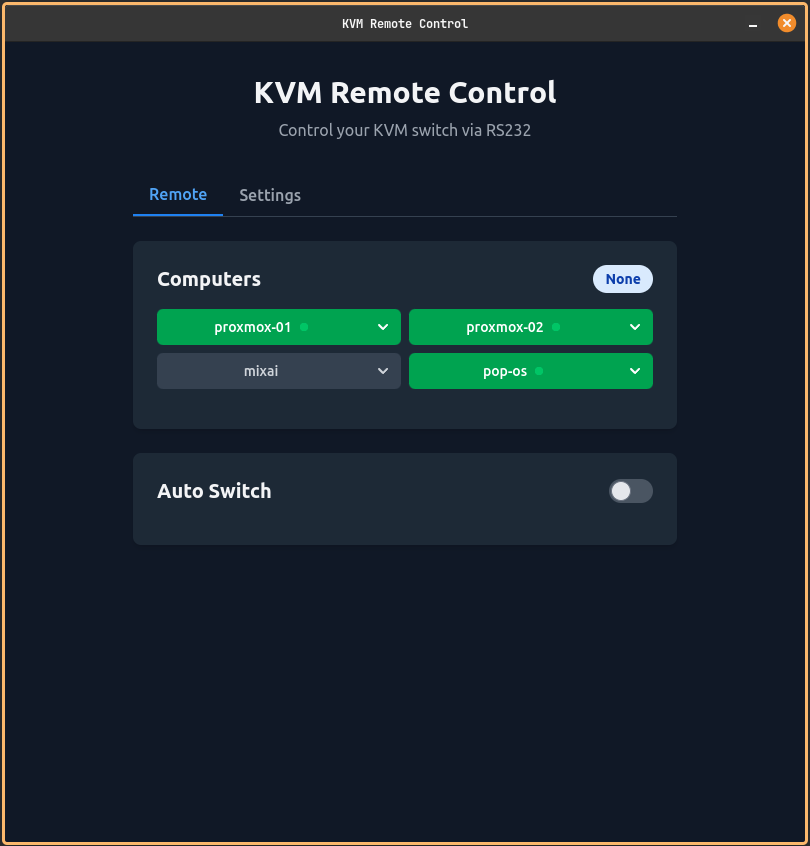 KVM Remote Control
KVM Remote Control
Control your KVM switch via RS232
Remote Settings
Computers None
proxmox-01 proxmox-02
mixai pop-os
Auto Switch